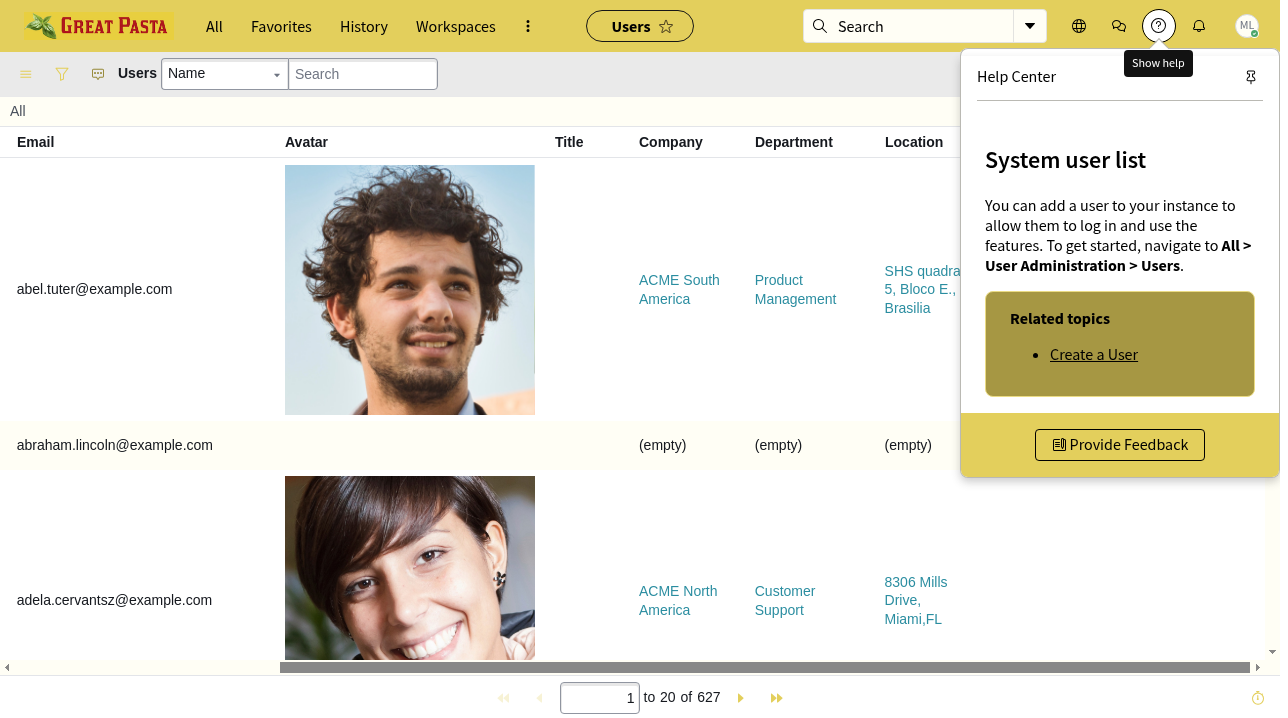 GREAT PASTA
All
Favorites
History
Workspaces
Users
Search
ML
Show help
Users
Name
Search
All
Help Center
Email
Avatar
Title
Company
Department
Location
System user list
You can add a user to your instance to
allow them to log in and use the
features. To get started, navigate to All >
User Administration > Users.
Related topics
Create a User
Provide Feedback
abel.tuter@example.com
ACME South
America
Product
Management
SHS quadra
5, Bloco E.,
Brasilia
abraham.lincoln@example.com
(empty)
(empty)
(empty)
adela.cervantsz@example.com
ACME North
America
Customer
Support
8306 Mills
Drive,
Miami,FL
1 to 20 of 627